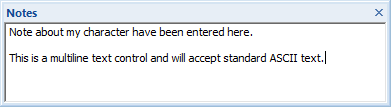 Notes
Note about my character have been entered here.
This is a multiline text control and will accept standard ASCII text.